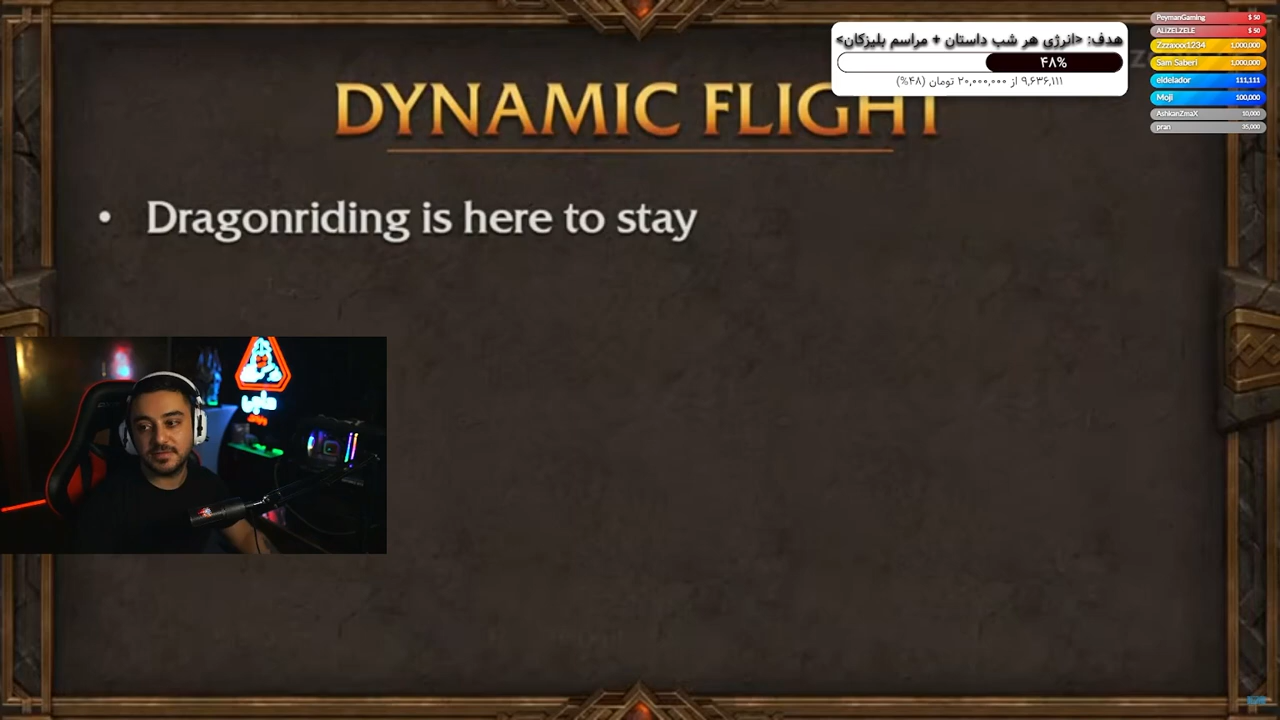 هدف: <انرژی هر شب داستان + مراسم بلیزکان>
۴۸%
۹,۶۳۶,۱۱۱ از ۲۰,۰۰۰,۰۰۰ تومان (۴۸%)
PeymanGaming $ 50
ALIZELZELE $ 50
Zzzaxxx1234 1,000,000
Sam Saberi 1,000,000
eldelador 111,111
Moji 100,000
AshkanZmaX 10,000
pran 35,000
DYNAMIC FLIGHT
• Dragonriding is here to stay